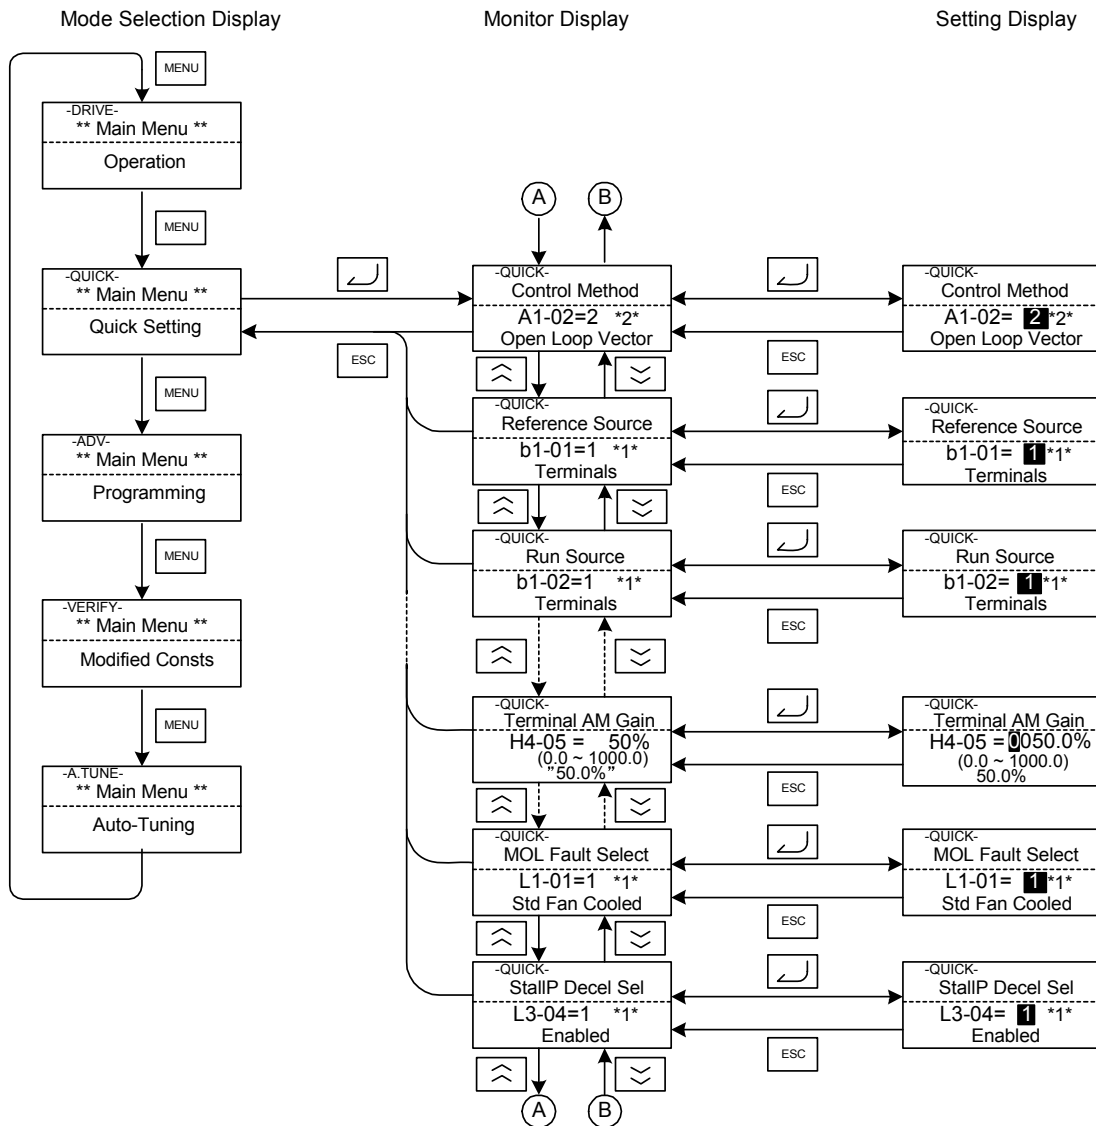 Mode Selection Display
Monitor Display
Setting Display
MENU
-DRIVE-
** Main Menu **
Operation
MENU
-QUICK-
** Main Menu **
Quick Setting
MENU
-ADV-
** Main Menu **
Programming
MENU
-VERIFY-
** Main Menu **
Modified Consts
MENU
-A.TUNE-
** Main Menu **
Auto-Tuning
ESC
A
B
-QUICK-
Control Method
A1-02=2 *2*
Open Loop Vector
-QUICK-
Reference Source
b1-01=1 *1*
Terminals
-QUICK-
Run Source
b1-02=1 *1*
Terminals
-QUICK-
Terminal AM Gain
H4-05 = 50%
(0.0 ~ 1000.0)
"50.0%"
-QUICK-
MOL Fault Select
L1-01=1 *1*
Std Fan Cooled
-QUICK-
StallP Decel Sel
L3-04=1 *1*
Enabled
A
B
ESC
ESC
ESC
ESC
ESC
ESC
-QUICK-
Control Method
A1-02= 2 *2*
Open Loop Vector
-QUICK-
Reference Source
b1-01= 1 *1*
Terminals
-QUICK-
Run Source
b1-02= 1 *1*
Terminals
-QUICK-
Terminal AM Gain
H4-05 = 0050.0%
(0.0 ~ 1000.0)
50.0%
-QUICK-
MOL Fault Select
L1-01= 1 *1*
Std Fan Cooled
-QUICK-
StallP Decel Sel
L3-04= 1 *1*
Enabled